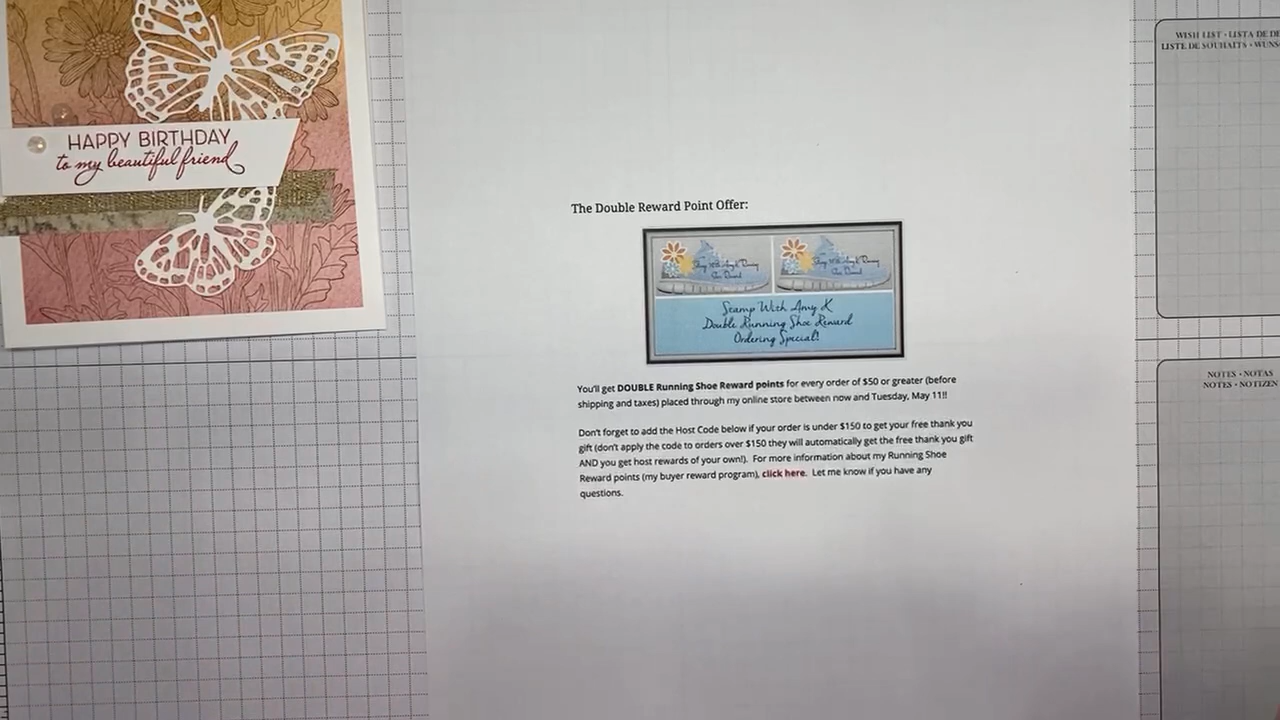 HAPPY BIRTHDAY
to my beautiful friend
The Double Reward Point Offer:
Stamp With Amy K
Double Running Shoe Reward
Ordering Special!
You'll get DOUBLE Running Shoe Reward points for every order of $50 or greater (before
shipping and taxes) placed through my online store between now and Tuesday, May 11!!
Don't forget to add the Host Code below if your order is under $150 to get your free thank you
gift (don't apply the code to orders over $150 they will automatically get the free thank you gift
AND you get host rewards of your own!). For more information about my Running Shoe
Reward points (my buyer reward program), click here. Let me know if you have any
questions.
WISH LIST • LISTA DE
LISTE DE SOUHAITS •
NOTES • NOTAS
NOTES • NOTIZEN